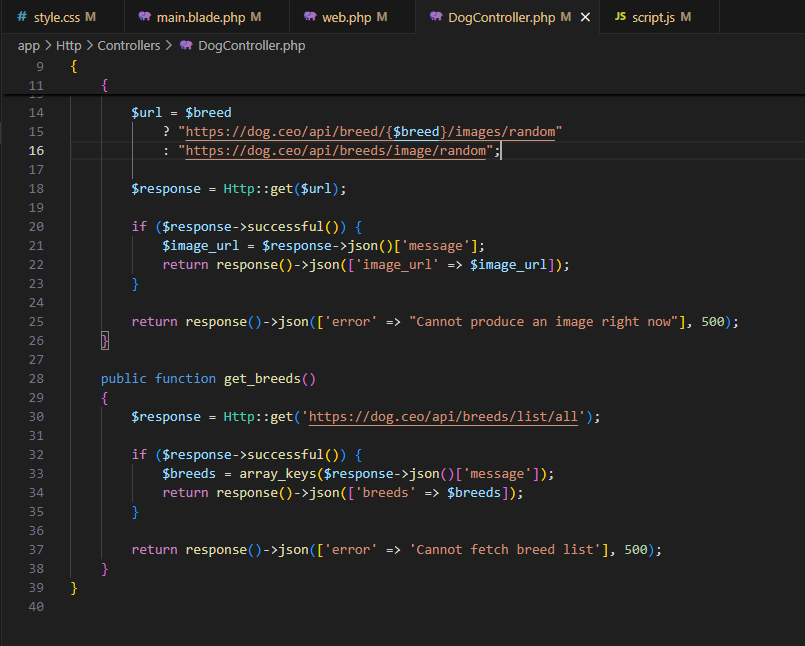 # style.css M main.blade.php M web.php M DogController.php M × JS script.js M
app > Http > Controllers > DogController.php
9 {
11 {
14 $url = $breed
15 ? "https://dog.ceo/api/breed/{$breed}/images/random"
16 : "https://dog.ceo/api/breeds/image/random";
17
18 $response = Http::get($url);
19
20 if ($response->successful()) {
21 $image_url = $response->json()['message'];
22 return response()->json(['image_url' => $image_url]);
23 }
24
25 return response()->json(['error' => "Cannot produce an image right now"], 500);
26 }
27
28 public function get_breeds()
29 {
30 $response = Http::get('https://dog.ceo/api/breeds/list/all');
31
32 if ($response->successful()) {
33 $breeds = array_keys($response->json()['message']);
34 return response()->json(['breeds' => $breeds]);
35 }
36
37 return response()->json(['error' => 'Cannot fetch breed list'], 500);
38 }
39 }
40